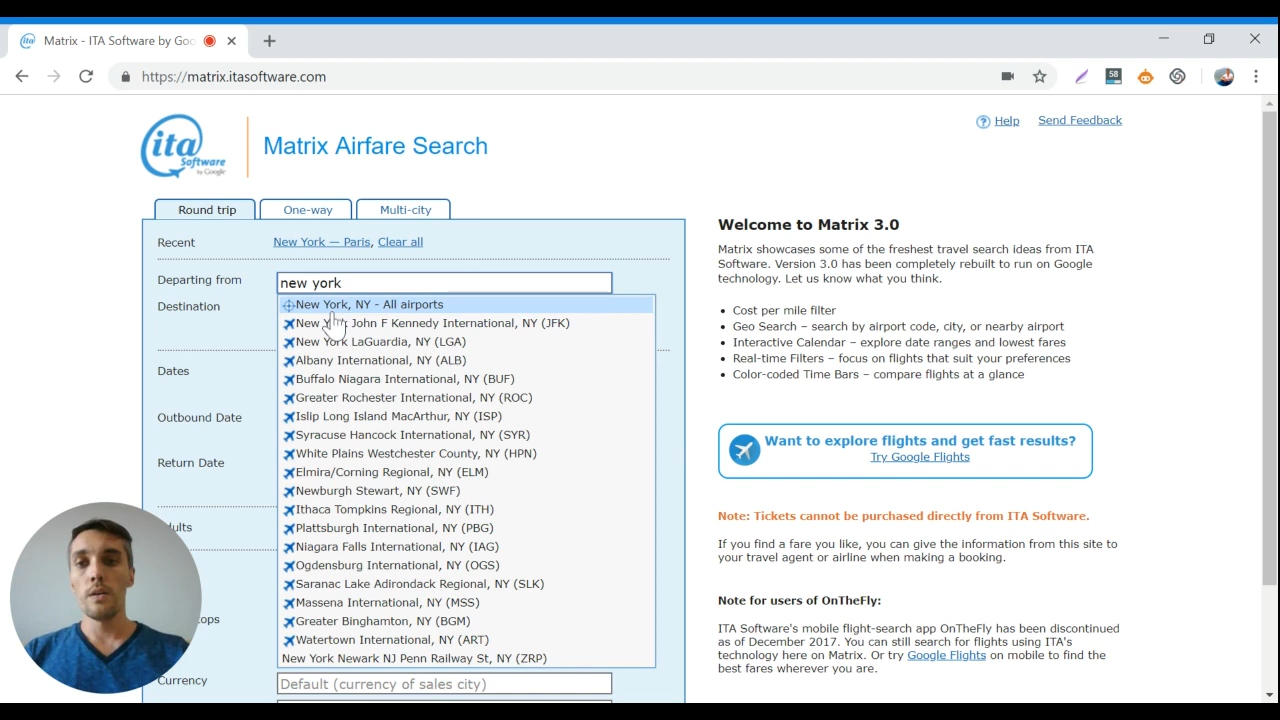 Matrix - ITA Software by Goo
https://matrix.itasoftware.com
58
ita
Software
by Google
Matrix Airfare Search
Help
Send Feedback
Round trip
One-way
Multi-city
Recent
New York — Paris, Clear all
Departing from
new york
Destination
New York, NY - All airports
New York John F Kennedy International, NY (JFK)
New York LaGuardia, NY (LGA)
Albany International, NY (ALB)
Buffalo Niagara International, NY (BUF)
Greater Rochester International, NY (ROC)
Islip Long Island MacArthur, NY (ISP)
Syracuse Hancock International, NY (SYR)
White Plains Westchester County, NY (HPN)
Elmira/Corning Regional, NY (ELM)
Newburgh Stewart, NY (SWF)
Ithaca Tompkins Regional, NY (ITH)
Plattsburgh International, NY (PBG)
Niagara Falls International, NY (IAG)
Ogdensburg International, NY (OGS)
Saranac Lake Adirondack Regional, NY (SLK)
Massena International, NY (MSS)
Greater Binghamton, NY (BGM)
Watertown International, NY (ART)
New York Newark NJ Penn Railway St, NY (ZRP)
Dates
Outbound Date
Return Date
ults
tops
Currency
Default (currency of sales city)
Welcome to Matrix 3.0
Matrix showcases some of the freshest travel search ideas from ITA
Software. Version 3.0 has been completely rebuilt to run on Google
technology. Let us know what you think.
• Cost per mile filter
• Geo Search – search by airport code, city, or nearby airport
• Interactive Calendar – explore date ranges and lowest fares
• Real-time Filters – focus on flights that suit your preferences
• Color-coded Time Bars – compare flights at a glance
Want to explore flights and get fast results?
Try Google Flights
Note: Tickets cannot be purchased directly from ITA Software.
If you find a fare you like, you can give the information from this site to
your travel agent or airline when making a booking.
Note for users of OnTheFly:
ITA Software's mobile flight-search app OnTheFly has been discontinued
as of December 2017. You can still search for flights using ITA's
technology here on Matrix. Or try Google Flights on mobile to find the
best fares wherever you are.